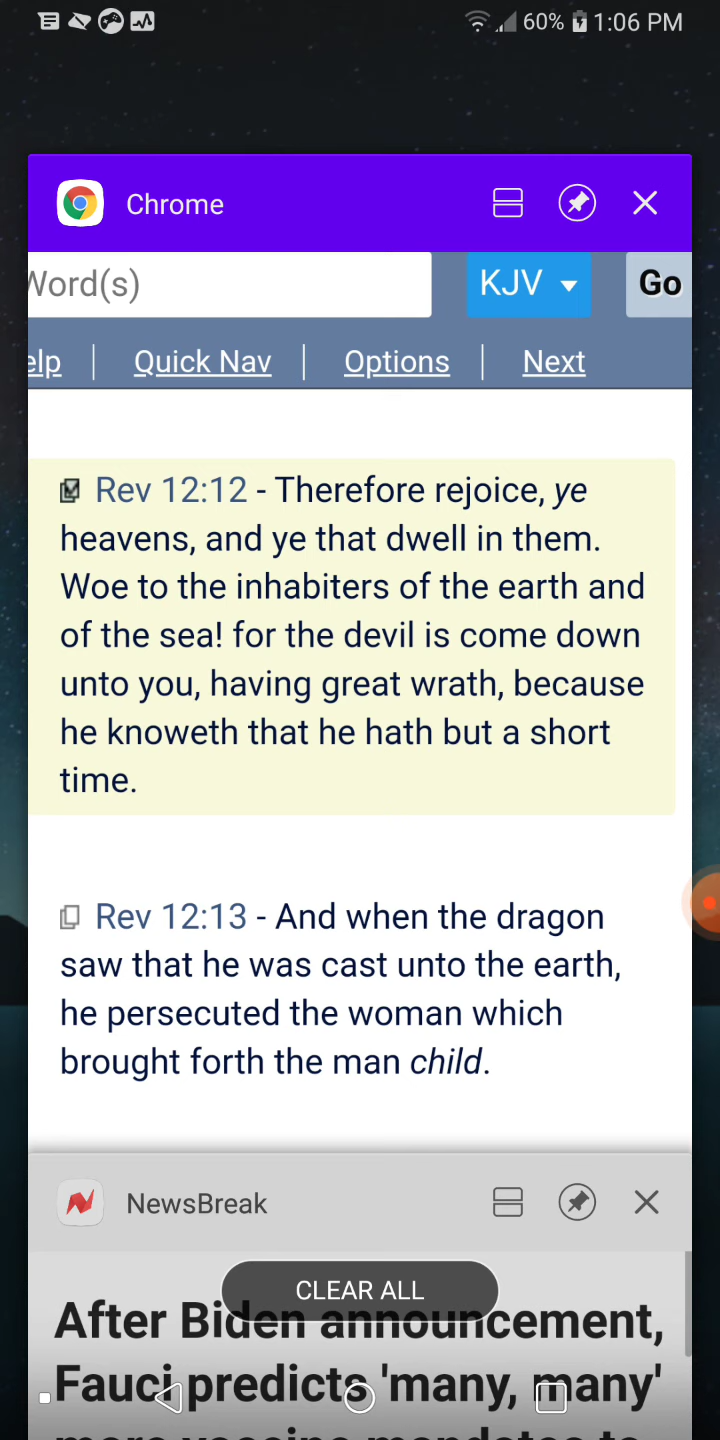 60% 1:06 PM
Chrome
Word(s) KJV Go
elp | Quick Nav | Options | Next
Rev 12:12 - Therefore rejoice, ye
heavens, and ye that dwell in them.
Woe to the inhabiters of the earth and
of the sea! for the devil is come down
unto you, having great wrath, because
he knoweth that he hath but a short
time.
Rev 12:13 - And when the dragon
saw that he was cast unto the earth,
he persecuted the woman which
brought forth the man child.
NewsBreak
CLEAR ALL
After Biden announcement,
Fauci predicts 'many, many'
more vaccine mandates to